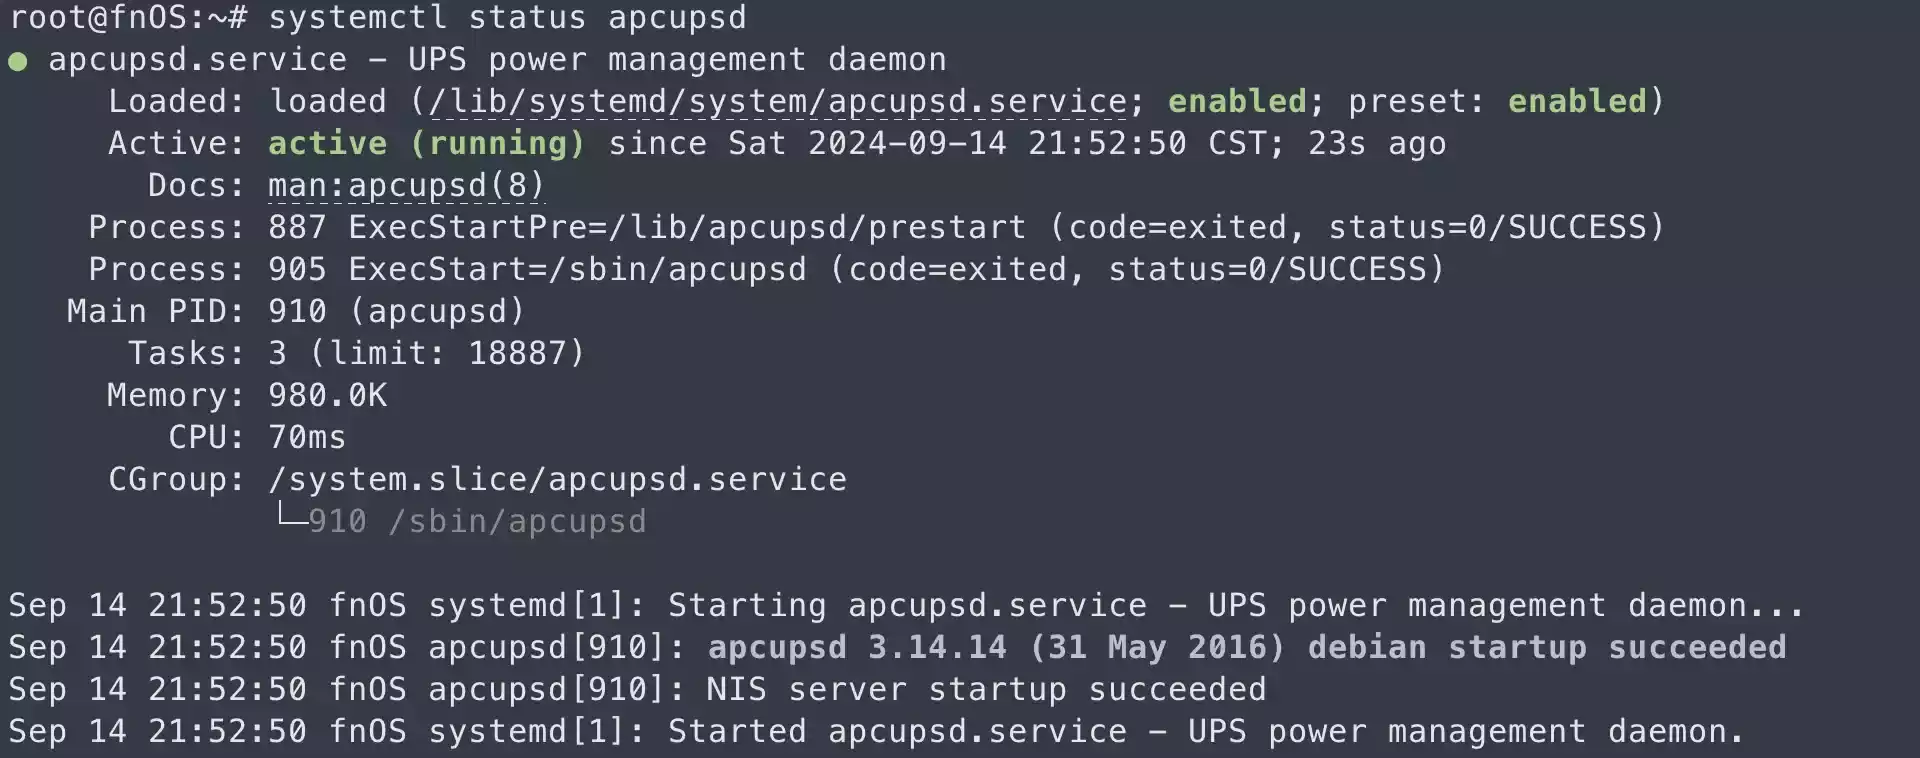 root@fnOS:~# systemctl status apcupsd
● apcupsd.service – UPS power management daemon
     Loaded: loaded (/lib/systemd/system/apcupsd.service; enabled; preset: enabled)
     Active: active (running) since Sat 2024–09–14 21:52:50 CST; 23s ago
       Docs: man:apcupsd(8)
    Process: 887 ExecStartPre=/lib/apcupsd/prestart (code=exited, status=0/SUCCESS)
    Process: 905 ExecStart=/sbin/apcupsd (code=exited, status=0/SUCCESS)
   Main PID: 910 (apcupsd)
      Tasks: 3 (limit: 18887)
     Memory: 980.0K
        CPU: 70ms
     CGroup: /system.slice/apcupsd.service
             └─910 /sbin/apcupsd
Sep 14 21:52:50 fnOS systemd[1]: Starting apcupsd.service – UPS power management daemon...
Sep 14 21:52:50 fnOS apcupsd[910]: apcupsd 3.14.14 (31 May 2016) debian startup succeeded
Sep 14 21:52:50 fnOS apcupsd[910]: NIS server startup succeeded
Sep 14 21:52:50 fnOS systemd[1]: Started apcupsd.service – UPS power management daemon.